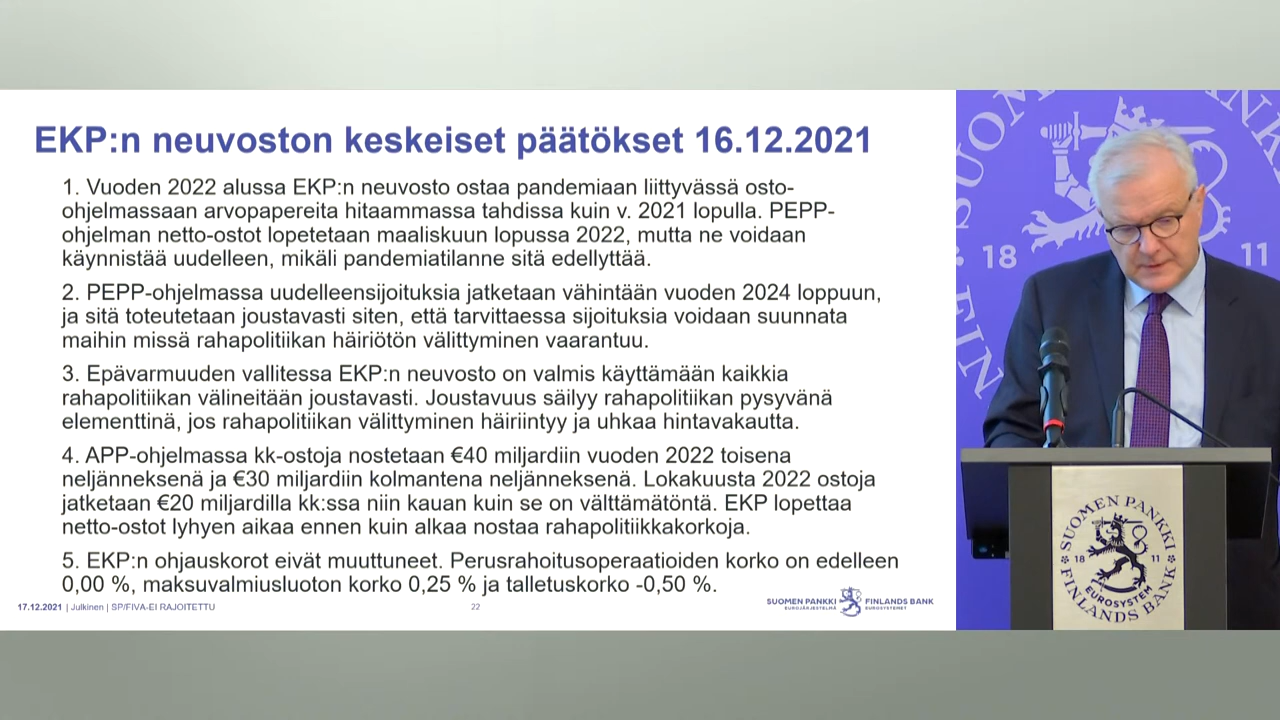 EKP:n neuvoston keskeiset päätökset 16.12.2021
1. Vuoden 2022 alussa EKP:n neuvosto ostaa pandemiaan liittyvässä osto-
ohjelmassaan arvopapereita hitaammassa tahdissa kuin v. 2021 lopulla. PEPP-
ohjelman netto-ostot lopetetaan maaliskuun lopussa 2022, mutta ne voidaan
käynnistää uudelleen, mikäli pandemiatilanne sitä edellyttää.
2. PEPP-ohjelmassa uudelleensijoituksia jatketaan vähintään vuoden 2024 loppuun,
ja sitä toteutetaan joustavasti siten, että tarvittaessa sijoituksia voidaan suunnata
maihin missä rahapolitiikan häiriötön välittyminen vaarantuu.
3. Epävarmuuden vallitessa EKP:n neuvosto on valmis käyttämään kaikkia
rahapolitiikan välineitään joustavasti. Joustavuus säilyy rahapolitiikan pysyvänä
elementtinä, jos rahapolitiikan välittyminen häiriintyy ja uhkaa hintavakautta.
4. APP-ohjelmassa kk-ostoja nostetaan €40 miljardiin vuoden 2022 toisena
neljänneksenä ja €30 miljardiin kolmantena neljänneksenä. Lokakuusta 2022 ostoja
jatketaan €20 miljardilla kk:ssa niin kauan kuin se on välttämätöntä. EKP lopettaa
netto-ostot lyhyen aikaa ennen kuin alkaa nostaa rahapolitiikkakorkoja.
5. EKP:n ohjauskorot eivät muuttuneet. Perusrahoitusoperaatioiden korko on edelleen
0,00 %, maksuvalmiusluoton korko 0,25 % ja talletuskorko -0,50 %.
17.12.2021 | Julkinen | SP/FIVA-EI RAJOITETTU
22
SUOMEN PANKKI
EUROJÄRJESTELMÄ
FINLANDS BANK
EUROSYSTEMET
SUO
18 11
FIN
SUOMEN PANKKI
18 11
EUROSYSTEM
FINLANDS BANK